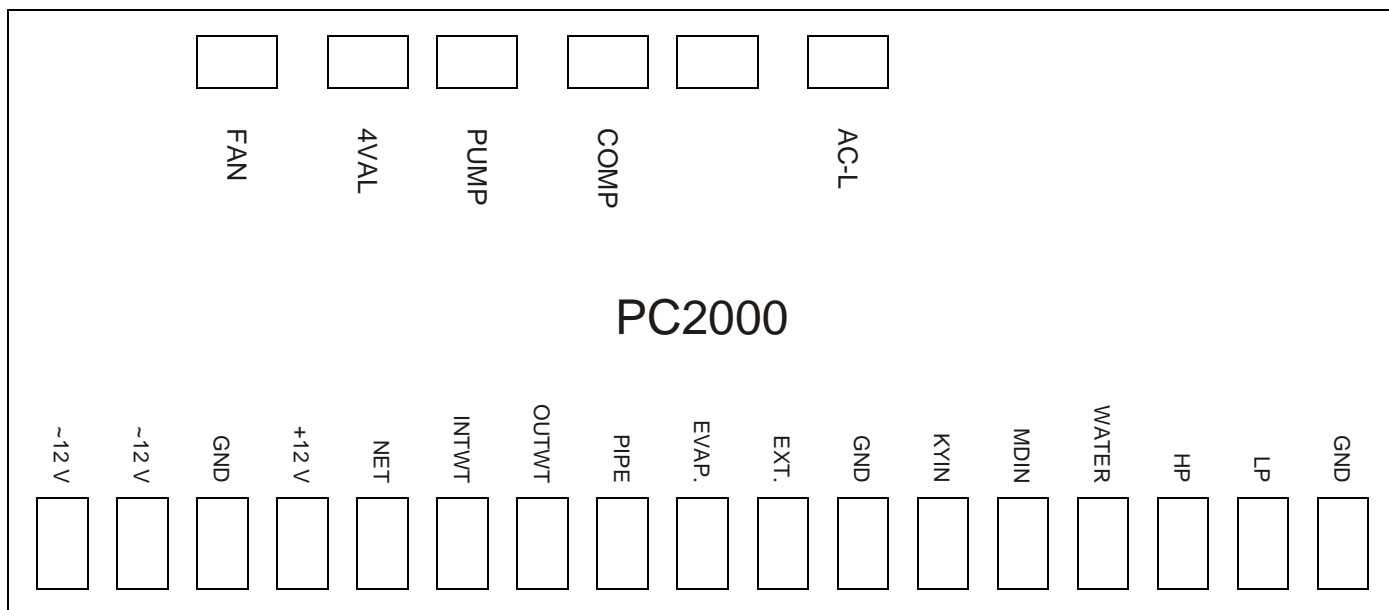 FAN
4VAL
PUMP
COMP
AC-L
PC2000
~12 V
~12 V
GND
+12 V
NET
INTWT
OUTWT
PIPE
EVAP.
EXT.
GND
KYIN
MDIN
WATER
HP
LP
GND